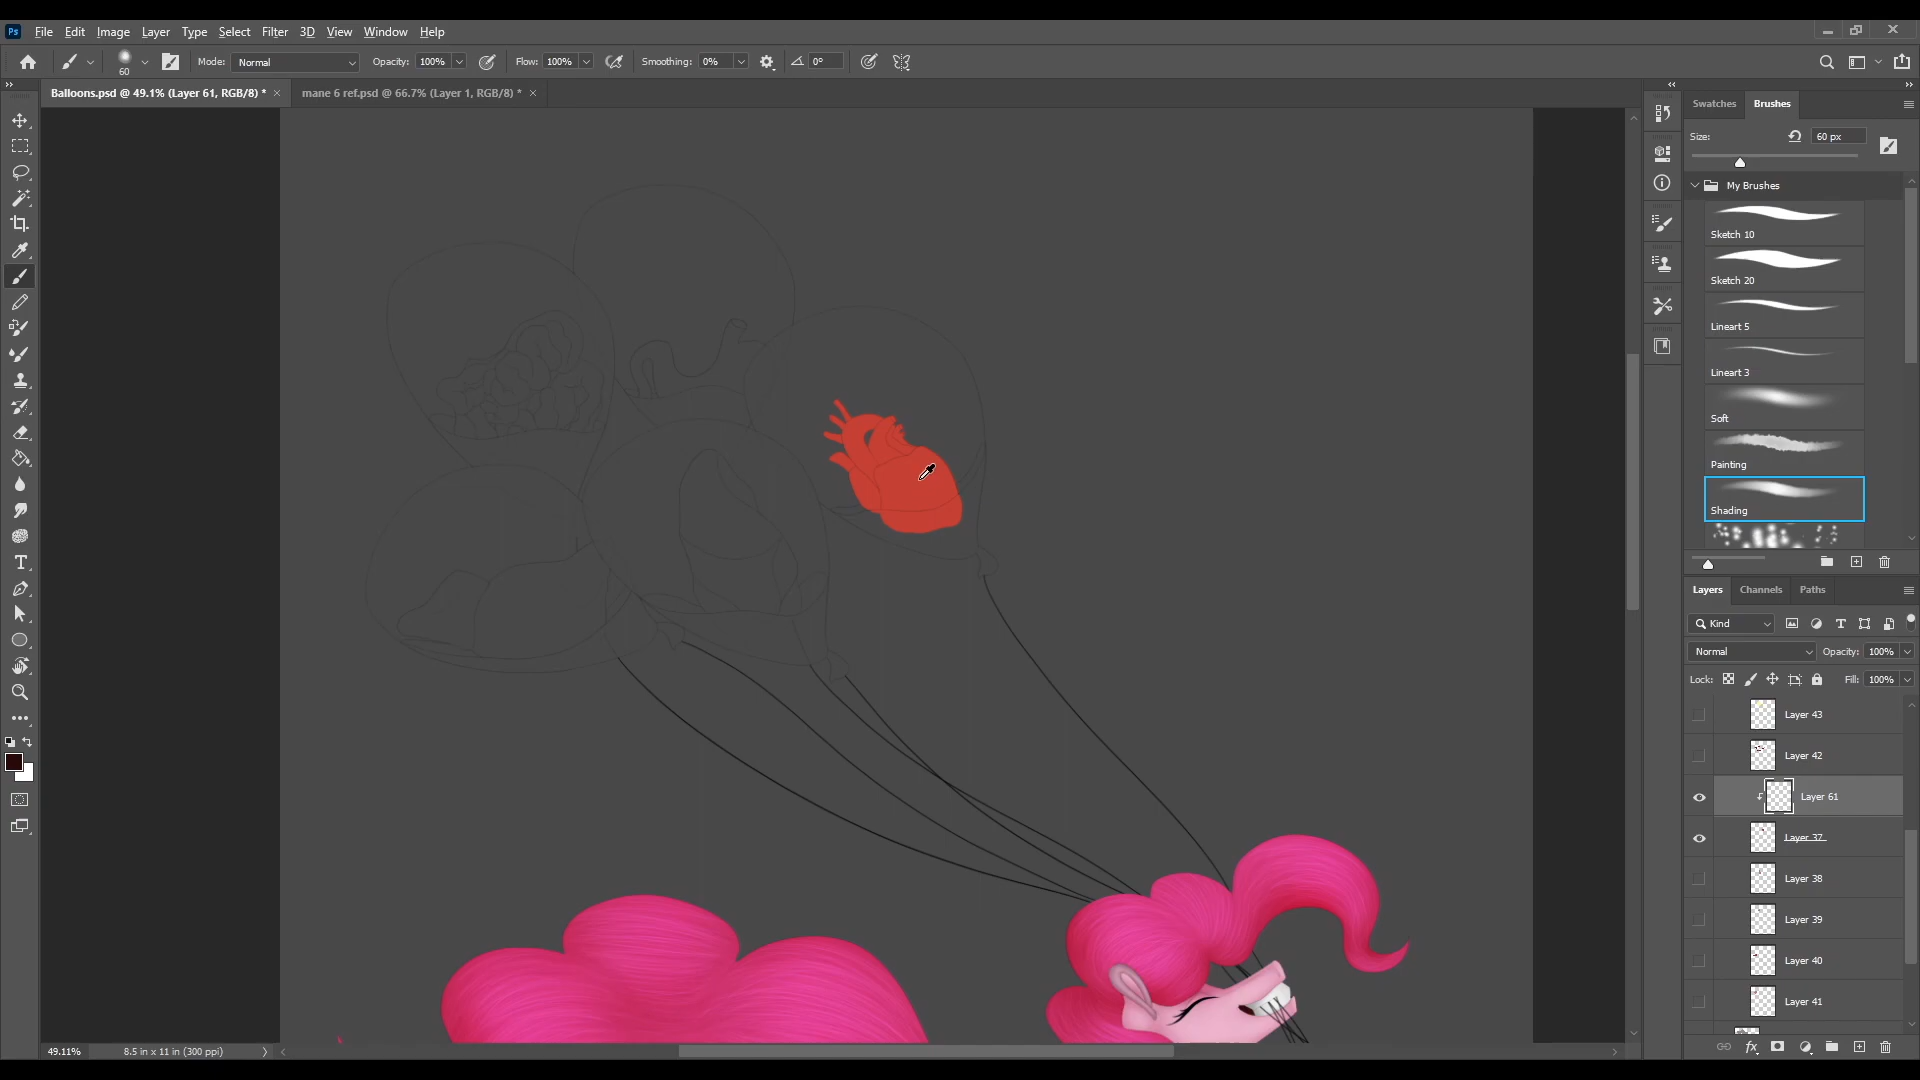 Ps File Edit Image Layer Type Select Filter 3D View Window Help
60 Mode: Normal Opacity: 100% Flow: 100% Smoothing: 0% 0°
Balloons.psd @ 49.1% (Layer 61, RGB/8) * × mane 6 ref.psd @ 66.7% (Layer 1, RGB/8) * ×
Swatches Brushes
Size: 60 px
My Brushes
Sketch 10
Sketch 20
Lineart 5
Lineart 3
Soft
Painting
Shading
Layers Channels Paths
Kind
Normal Opacity: 100%
Lock: Fill: 100%
Layer 43
Layer 42
Layer 61
Layer 37
Layer 38
Layer 39
Layer 40
Layer 41
fx
49.11% 8.5 in x 11 in (300 ppi)